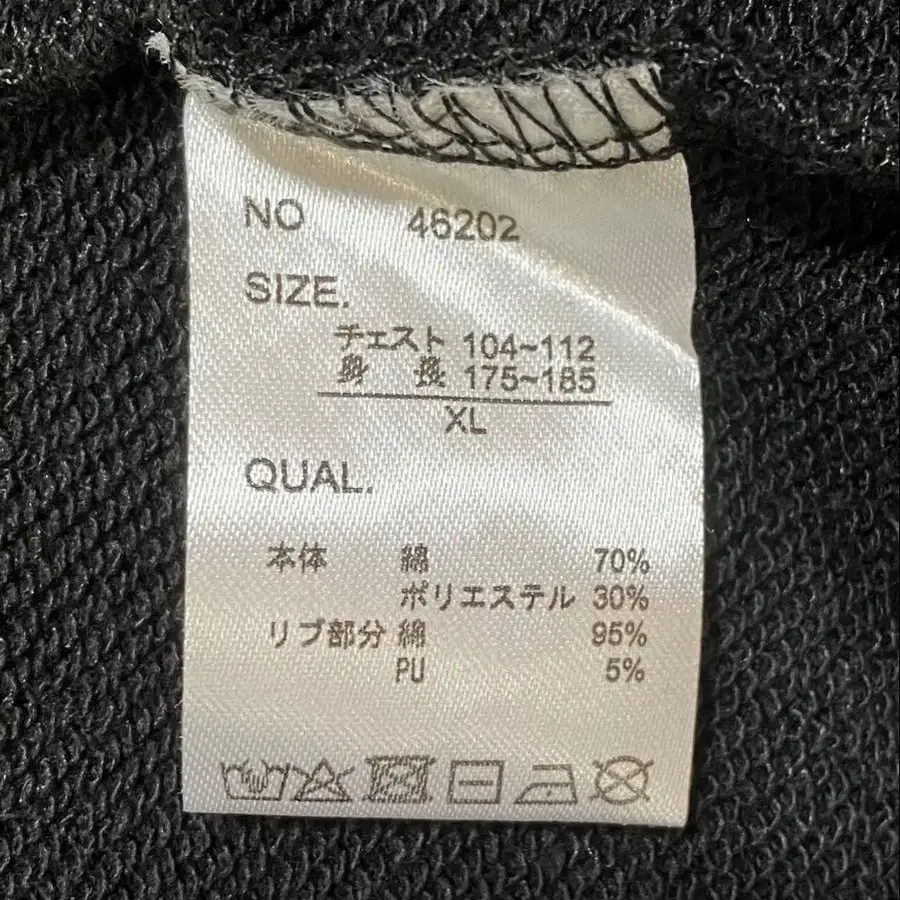 NO 46202
SIZE.
チェスト 104~112
身 長 175~185
XL
QUAL.
本体 綿 70%
ポリエステル 30%
リブ部分 綿 95%
PU 5%